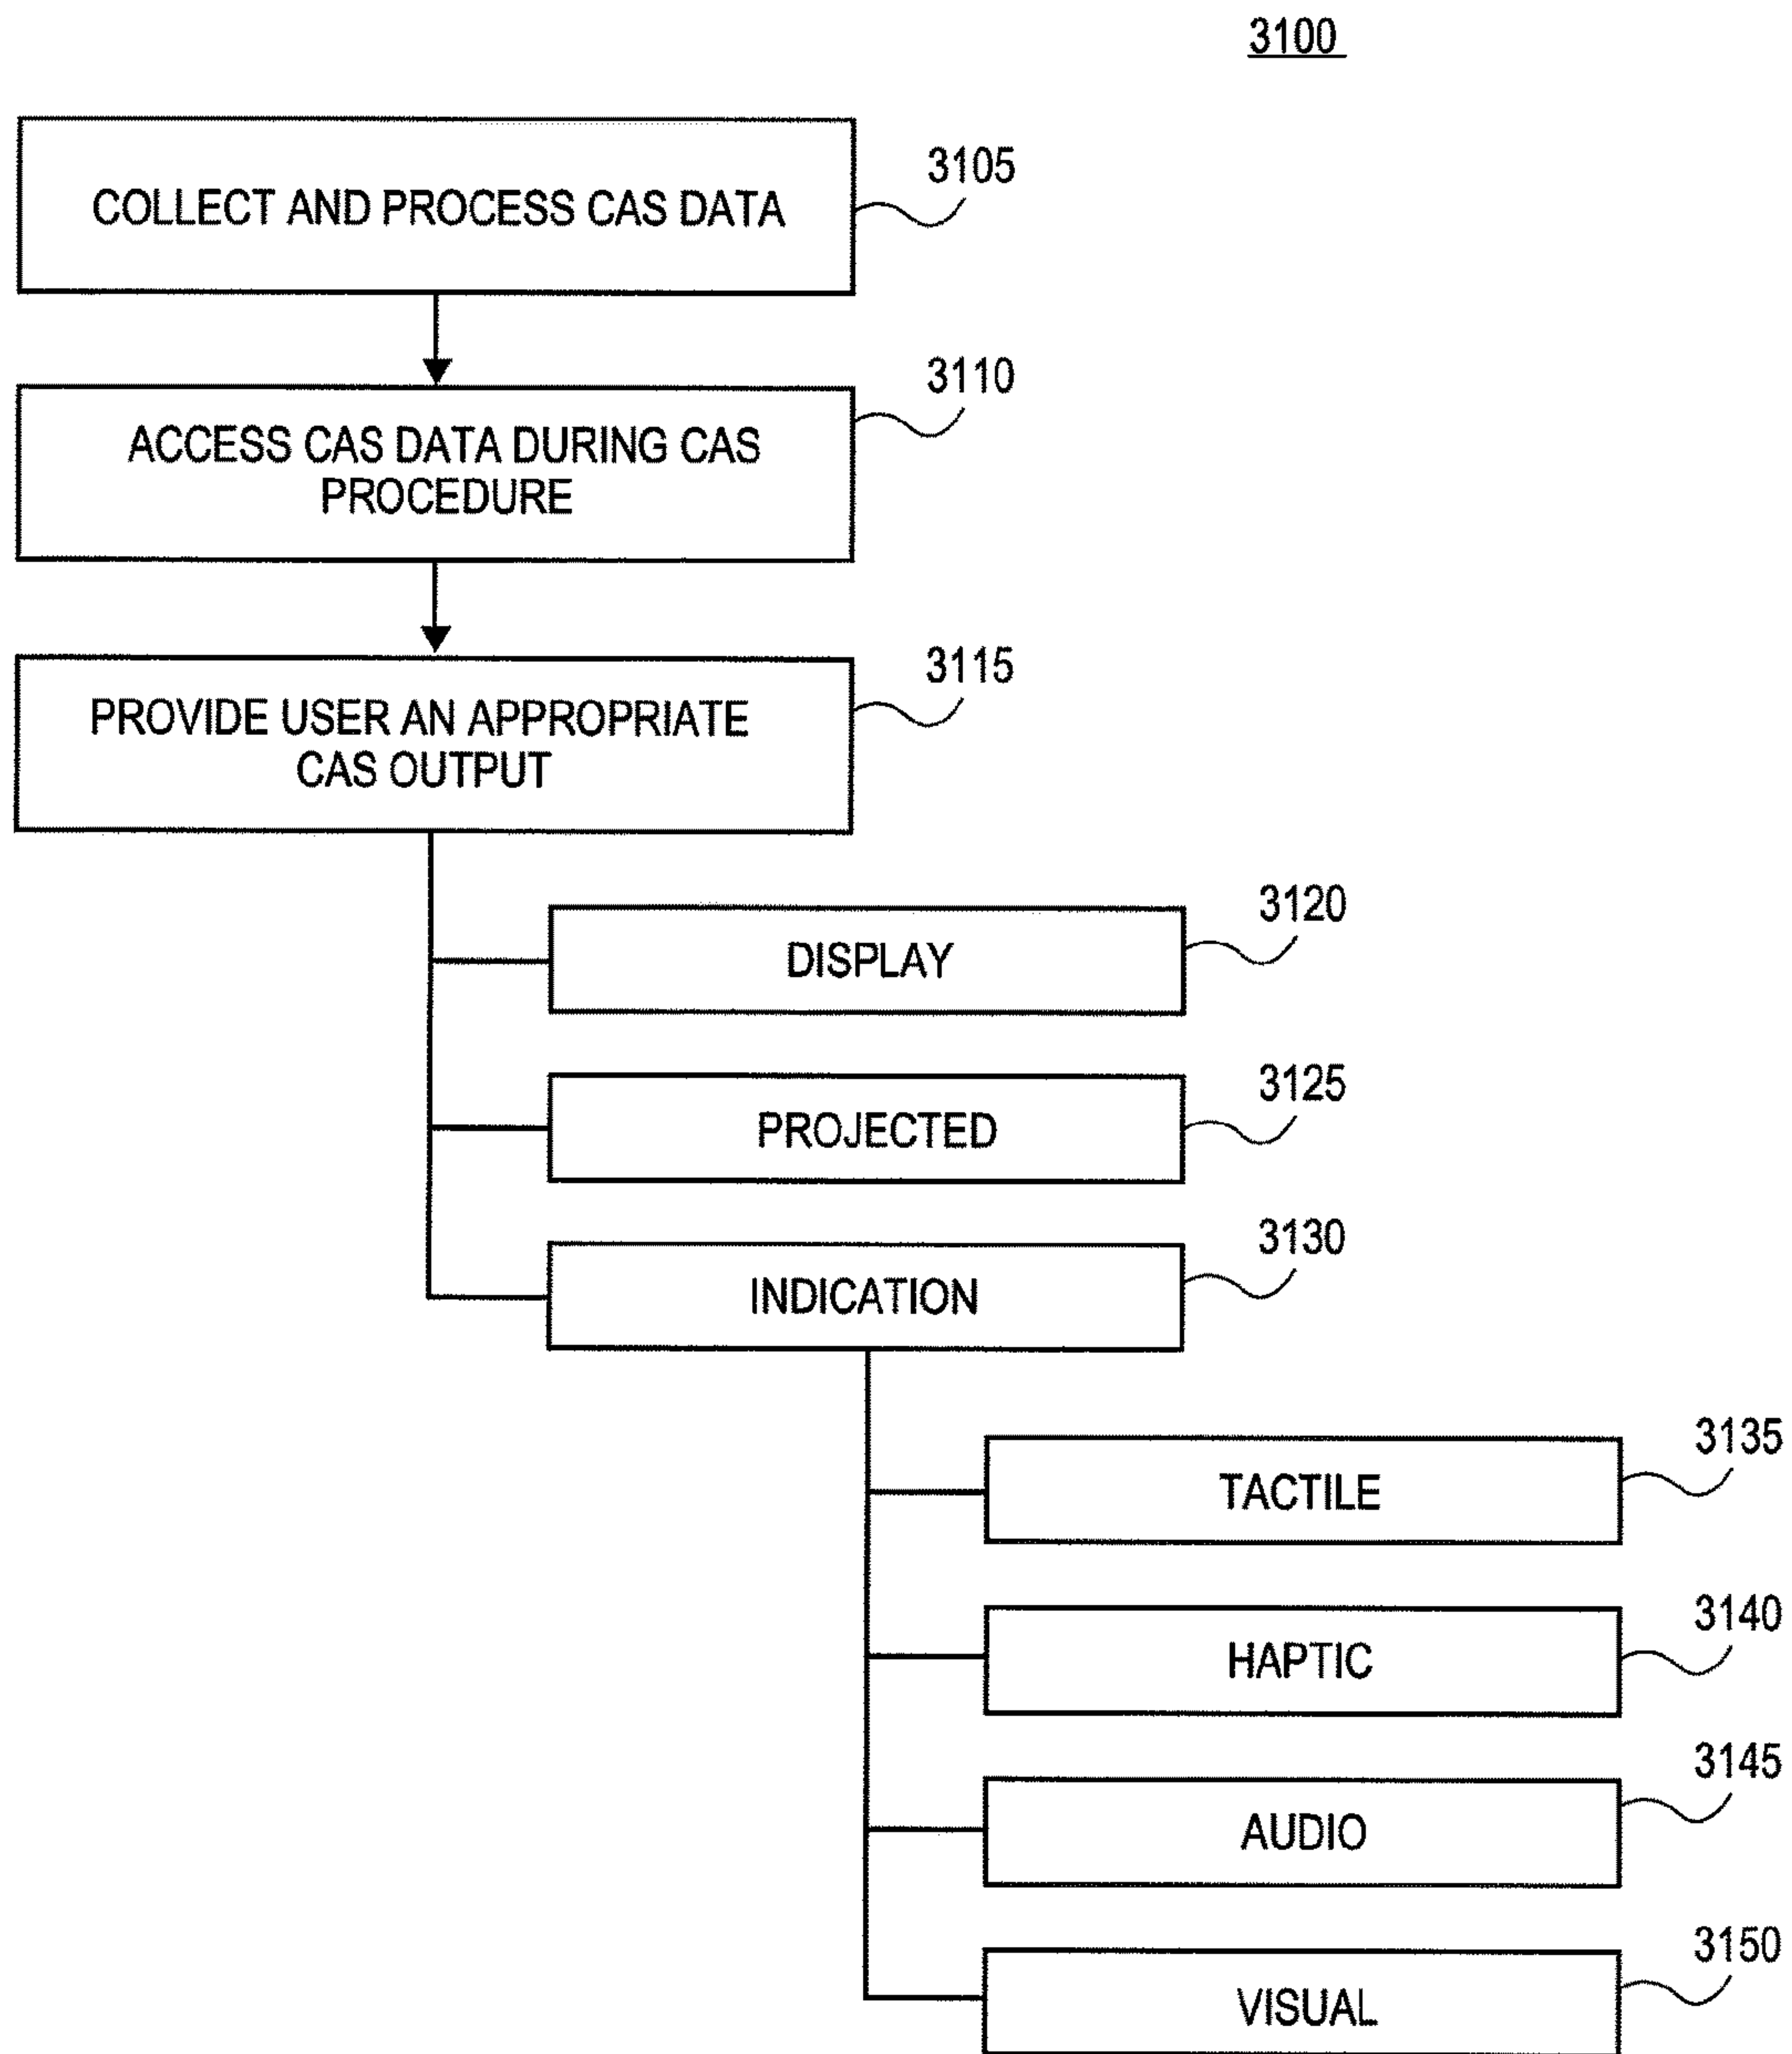 3100
COLLECT AND PROCESS CAS DATA
3105
ACCESS CAS DATA DURING CAS
PROCEDURE
3110
PROVIDE USER AN APPROPRIATE
CAS OUTPUT
3115
DISPLAY
3120
PROJECTED
3125
INDICATION
3130
TACTILE
3135
HAPTIC
3140
AUDIO
3145
VISUAL
3150